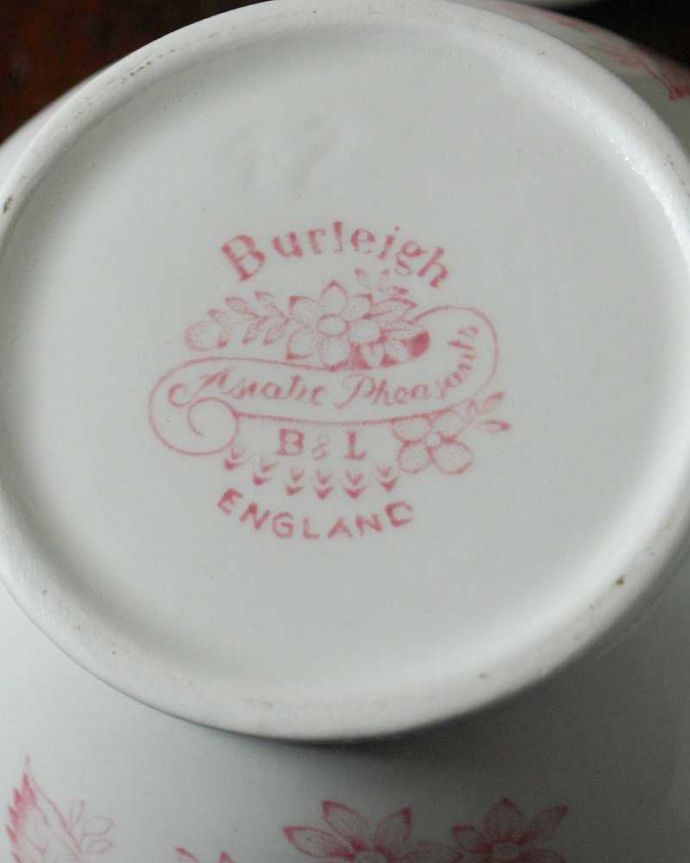 Burleigh
Asiatic Pheasants
B & L
ENGLAND